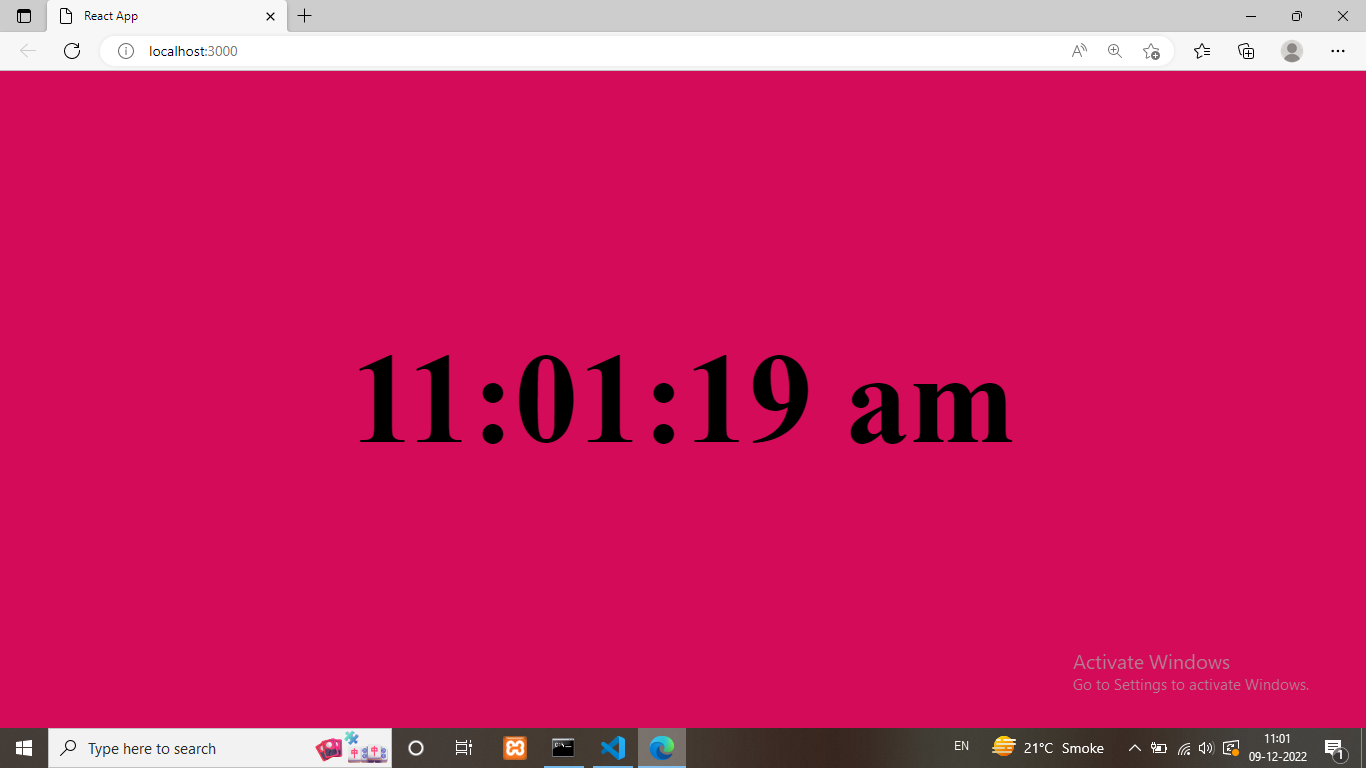 React App
localhost:3000
11:01:19 am
Activate Windows
Go to Settings to activate Windows.
Type here to search
EN
21°C Smoke
11:01
09-12-2022
1